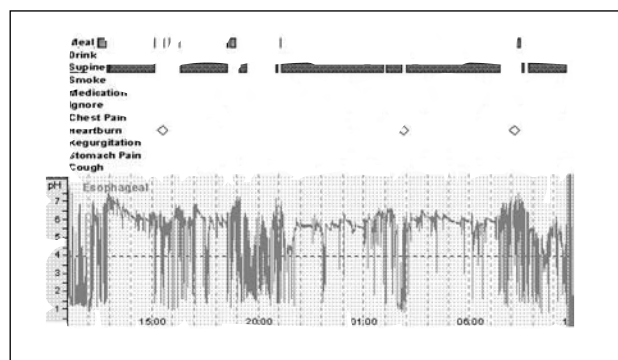 Meal
Drink
Supine
Smoke
Medication
Ignore
Chest Pain
Heartburn
Regurgitation
Stomach Pain
Cough
pH Esophageal
7
6
5
4
3
2
1
15:00 20:00 01:00 06:00 1